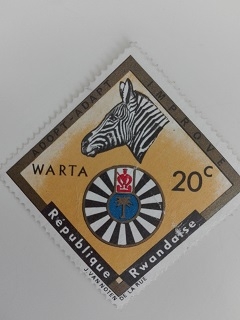 ADOPT-ADAPT
IMPROVE
WARTA
20c
République
Rwandaise
J. VAN NOTEN DE LA RUE